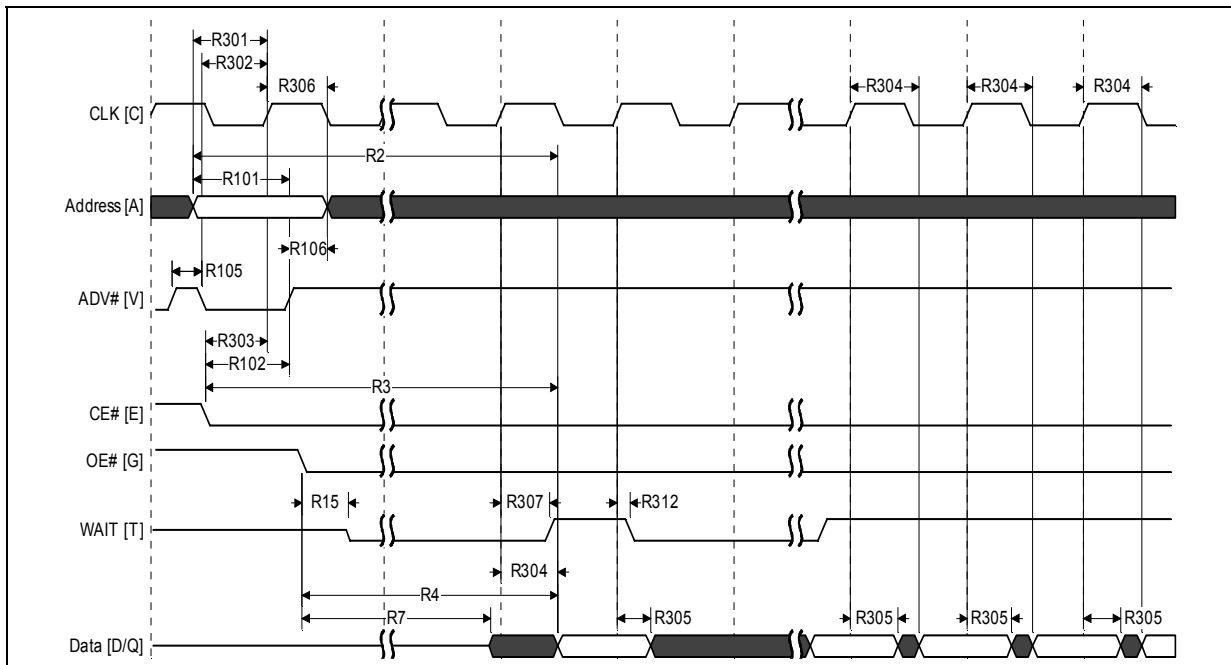 R301
R302
R306
R304
R304
R304
CLK [C]
R2
R101
Address [A]
R106
R105
ADV# [V]
R303
R102
R3
CE# [E]
OE# [G]
R15
R307
R312
WAIT [T]
R304
R4
R7
R305
R305
R305
R305
Data [D/Q]